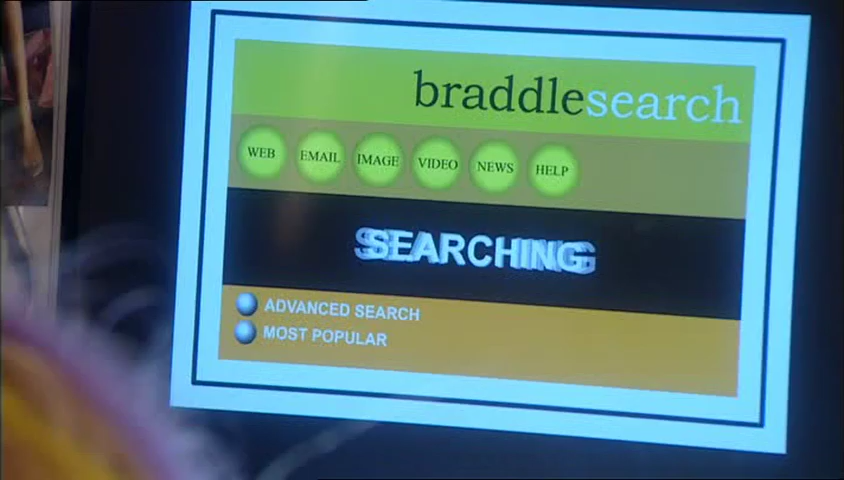 braddlesearch
WEB EMAIL IMAGE VIDEO NEWS HELP
SEARCHING
ADVANCED SEARCH
MOST POPULAR